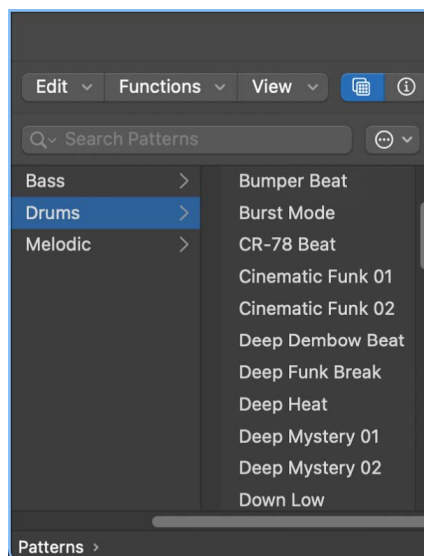 Edit Functions View
Search Patterns
Bass
Drums
Melodic
Bumper Beat
Burst Mode
CR-78 Beat
Cinematic Funk 01
Cinematic Funk 02
Deep Dembow Beat
Deep Funk Break
Deep Heat
Deep Mystery 01
Deep Mystery 02
Down Low
Patterns